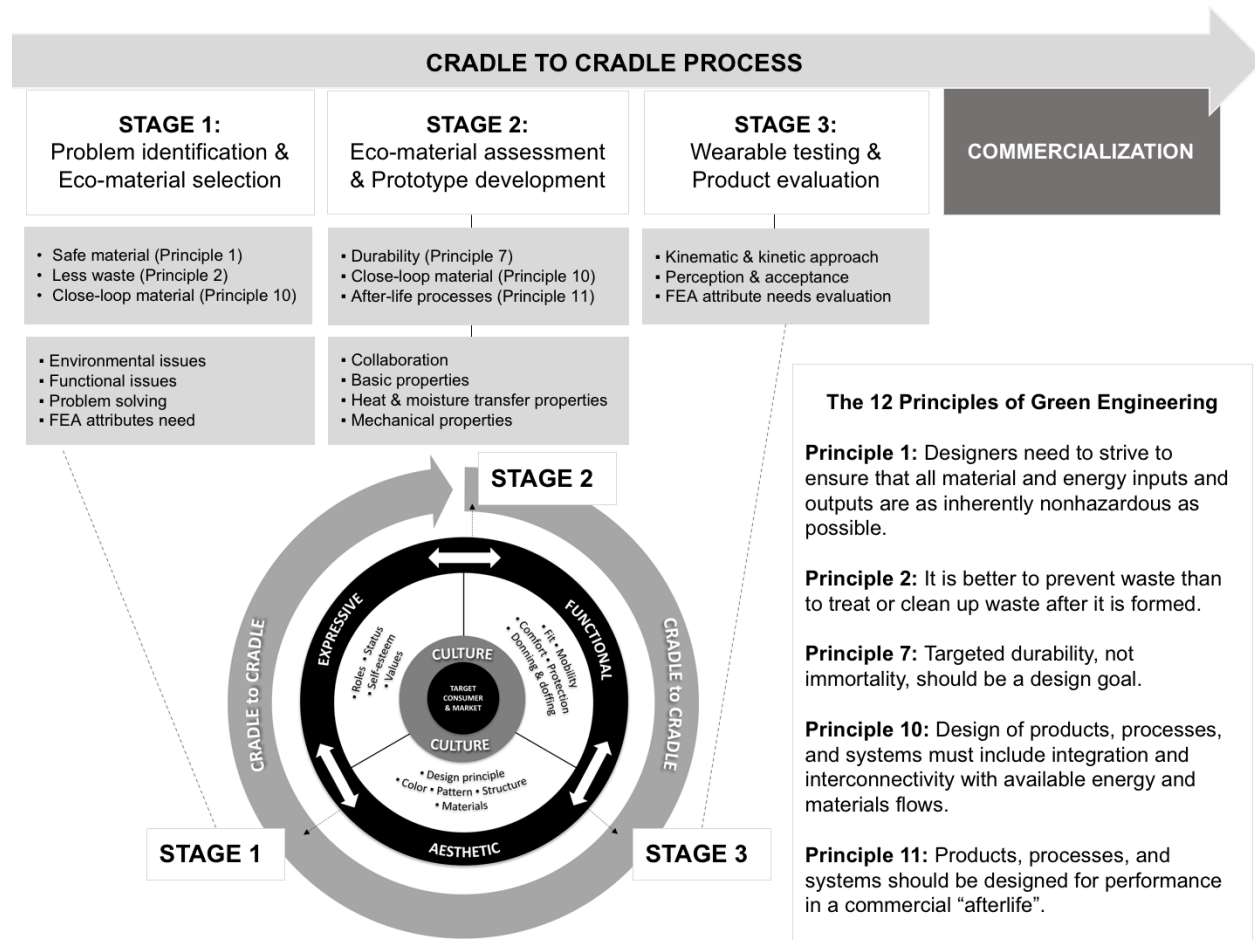 CRADLE TO CRADLE PROCESS
STAGE 1:
Problem identification &
Eco-material selection
STAGE 2:
Eco-material assessment
& Prototype development
STAGE 3:
Wearable testing &
Product evaluation
COMMERCIALIZATION
• Safe material (Principle 1)
• Less waste (Principle 2)
• Close-loop material (Principle 10)
▪ Durability (Principle 7)
▪ Close-loop material (Principle 10)
▪ After-life processes (Principle 11)
▪ Kinematic & kinetic approach
▪ Perception & acceptance
▪ FEA attribute needs evaluation
▪ Environmental issues
▪ Functional issues
▪ Problem solving
▪ FEA attributes need
▪ Collaboration
▪ Basic properties
▪ Heat & moisture transfer properties
▪ Mechanical properties
STAGE 2
CRADLE to CRADLE
EXPRESSIVE
• Roles • Status
• Self-esteem
• Values
FUNCTIONAL
• Fit • Mobility
• Comfort • Protection
• Donning & doffing
CRADLE to CRADLE
CULTURE
TARGET
CONSUMER
& MARKET
CULTURE
• Design principle
• Color • Pattern • Structure
• Materials
AESTHETIC
STAGE 1
STAGE 3
The 12 Principles of Green Engineering
Principle 1: Designers need to strive to
ensure that all material and energy inputs and
outputs are as inherently nonhazardous as
possible.
Principle 2: It is better to prevent waste than
to treat or clean up waste after it is formed.
Principle 7: Targeted durability, not
immortality, should be a design goal.
Principle 10: Design of products, processes,
and systems must include integration and
interconnectivity with available energy and
materials flows.
Principle 11: Products, processes, and
systems should be designed for performance
in a commercial “afterlife”.